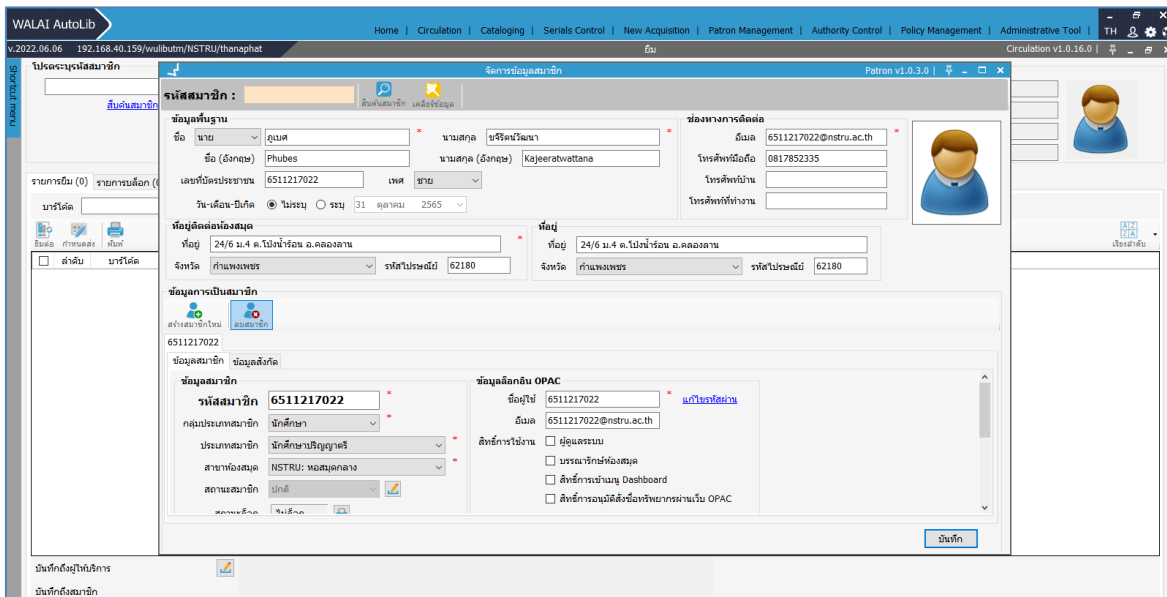 WALAI AutoLib
Home | Circulation | Cataloging | Serials Control | New Acquisition | Patron Management | Authority Control | Policy Management | Administrative Tool | TH
v.2022.06.06 192.168.40.159/wulibutm/NSTRU/thanaphat ยืม Circulation v1.0.16.0 |
Shortcut menu
โปรดระบุรหัสสมาชิก
สืบค้นสมาชิก
รายการยืม (0) รายการบล็อก (
บาร์โค้ด
ยืมต่อ กำหนดส่ง พิมพ์
เรียงลำดับ
ลำดับ บาร์โค้ด
จัดการข้อมูลสมาชิก Patron v1.0.3.0 |
รหัสสมาชิก :
สืบค้นสมาชิก เคลียร์ข้อมูล
ข้อมูลพื้นฐาน
ชื่อ นาย ภูเบศ * นามสกุล ขจีรัตน์วัฒนา *
ชื่อ (อังกฤษ) Phubes นามสกุล (อังกฤษ) Kajeeratwattana
เลขที่บัตรประชาชน 6511217022 เพศ ชาย
วัน-เดือน-ปีเกิด ไม่ระบุ ระบุ 31 ตุลาคม 2565
ช่องทางการติดต่อ
อีเมล 6511217022@nstru.ac.th *
โทรศัพท์มือถือ 0817852335
โทรศัพท์บ้าน
โทรศัพท์ที่ทำงาน
ที่อยู่ติดต่อห้องสมุด
ที่อยู่ 24/6 ม.4 ต.โป่งน้ำร้อน อ.คลองลาน *
จังหวัด กำแพงเพชร รหัสไปรษณีย์ 62180
ที่อยู่
ที่อยู่ 24/6 ม.4 ต.โป่งน้ำร้อน อ.คลองลาน
จังหวัด กำแพงเพชร รหัสไปรษณีย์ 62180
ข้อมูลการเป็นสมาชิก
สร้างสมาชิกใหม่ ลบสมาชิก
6511217022
ข้อมูลสมาชิก ข้อมูลสังกัด
ข้อมูลสมาชิก
รหัสสมาชิก 6511217022 *
กลุ่มประเภทสมาชิก นักศึกษา *
ประเภทสมาชิก นักศึกษาปริญญาตรี *
สาขาห้องสมุด NSTRU: หอสมุดกลาง *
สถานะสมาชิก ปกติ
สถานะล็อค ไม่ล็อค
ข้อมูลล็อกอิน OPAC
ชื่อผู้ใช้ 6511217022 * แก้ไขรหัสผ่าน
อีเมล 6511217022@nstru.ac.th
สิทธิ์การใช้งาน ผู้ดูแลระบบ
บรรณารักษ์ห้องสมุด
สิทธิ์การเข้าเมนู Dashboard
สิทธิ์การอนุมัติสั่งซื้อทรัพยากรผ่านเว็บ OPAC
บันทึก
บันทึกถึงผู้ให้บริการ
บันทึกถึงสมาชิก